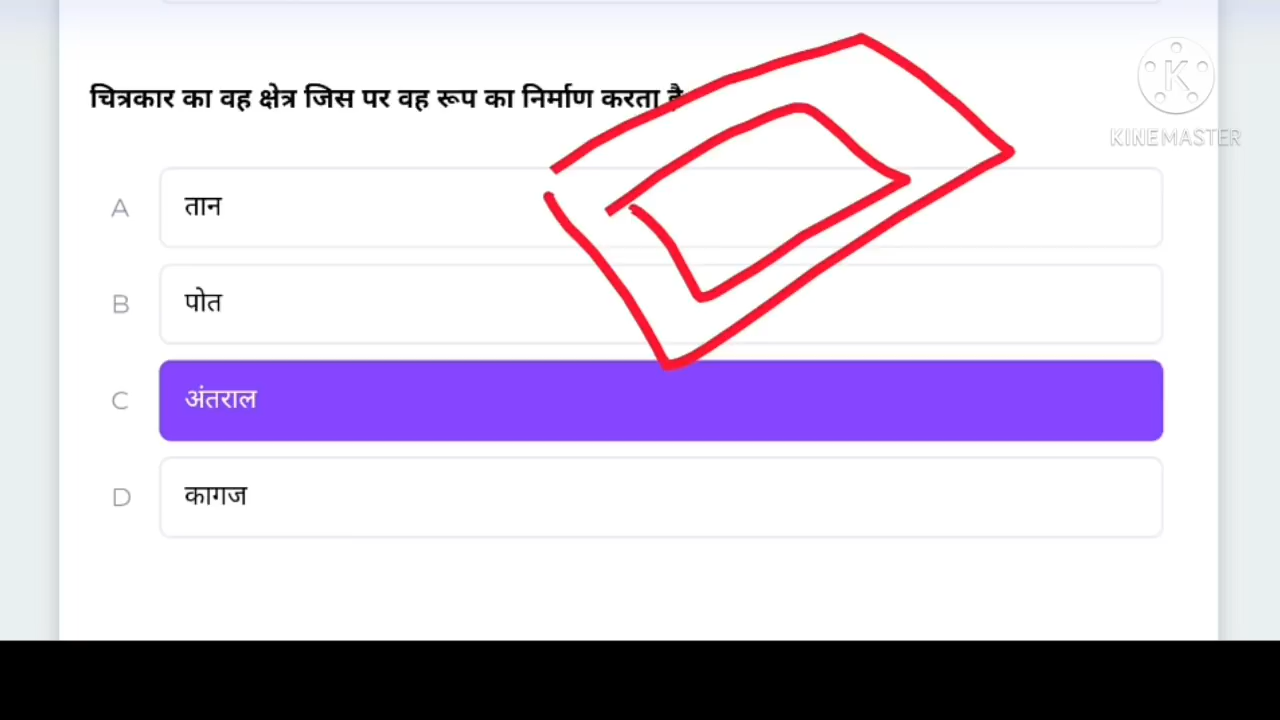 चित्रकार का वह क्षेत्र जिस पर वह रूप का निर्माण करता है
KINEMASTER
A तान
B पोत
C अंतराल
D कागज